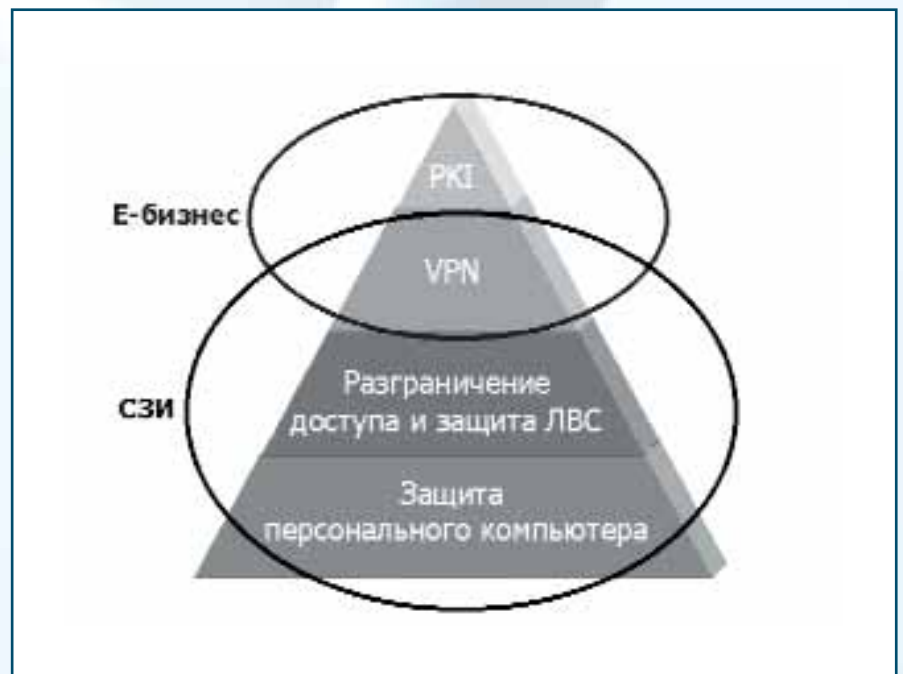 PKI
Е-бизнес
VPN
Разграничение
доступа и защита ЛВС
СЗИ
Защита
персонального компьютера